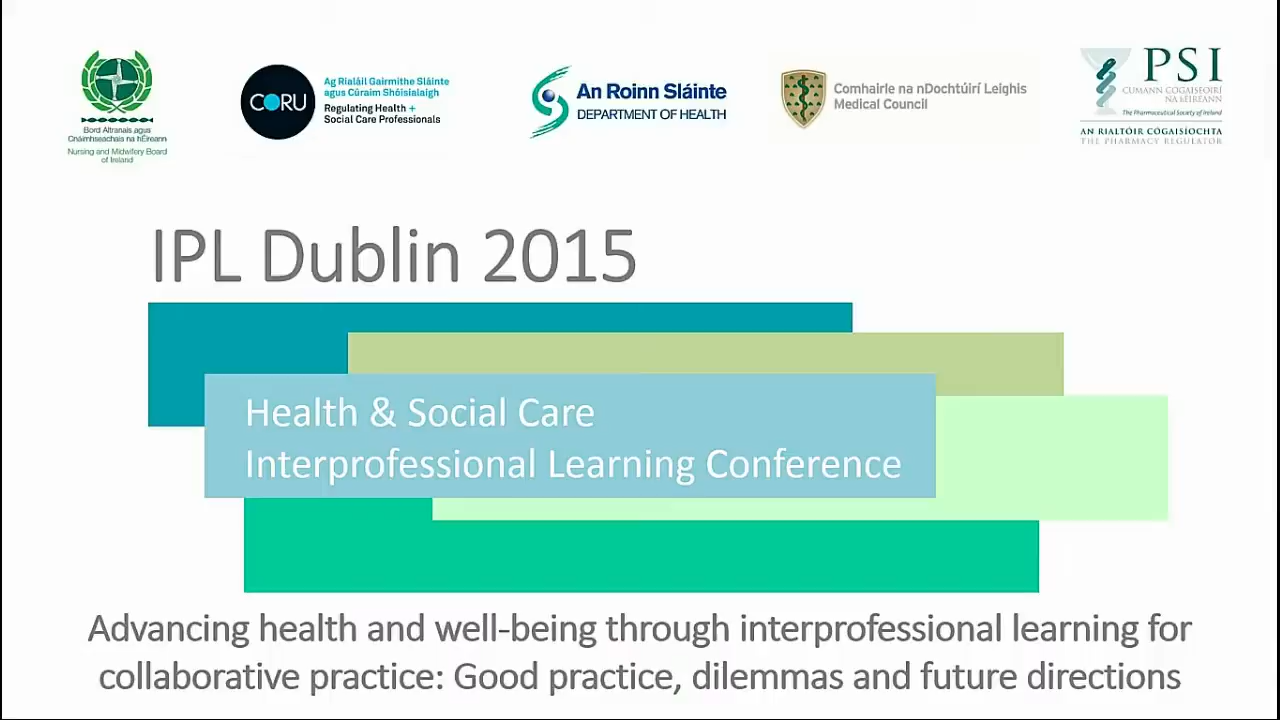 Bord Altranais agus
Cnáimhseachais na hÉireann
Nursing and Midwifery Board
of Ireland
CORU
Ag Rialáil Gairmithe Sláinte
agus Cúraim Shóisialaigh
Regulating Health +
Social Care Professionals
An Roinn Sláinte
DEPARTMENT OF HEALTH
Comhairle na nDochtúirí Leighis
Medical Council
PSI
CUMANN CÓGAISEOIRÍ
NA hÉIREANN
The Pharmaceutical Society of Ireland
AN RIALTÓIR CÓGAISÍOCHTA
THE PHARMACY REGULATOR
IPL Dublin 2015
Health & Social Care
Interprofessional Learning Conference
Advancing health and well-being through interprofessional learning for
collaborative practice: Good practice, dilemmas and future directions